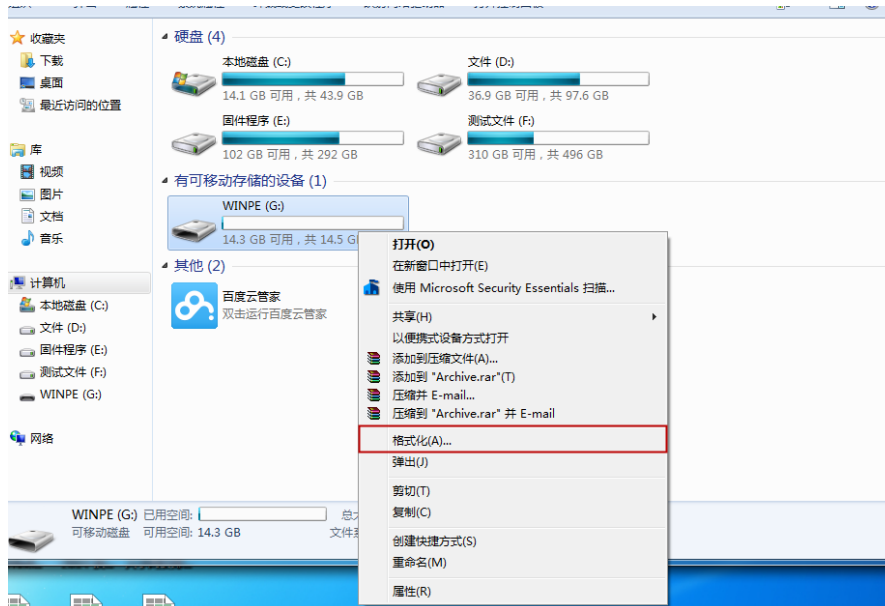 收藏夹
下载
桌面
最近访问的位置
库
视频
图片
文档
音乐
计算机
本地磁盘 (C:)
文件 (D:)
固件程序 (E:)
测试文件 (F:)
WINPE (G:)
网络
硬盘 (4)
本地磁盘 (C:)
14.1 GB 可用，共 43.9 GB
文件 (D:)
36.9 GB 可用，共 97.6 GB
固件程序 (E:)
102 GB 可用，共 292 GB
测试文件 (F:)
310 GB 可用，共 496 GB
有可移动存储的设备 (1)
WINPE (G:)
14.3 GB 可用，共 14.5 G
其他 (2)
百度云管家
双击运行百度云管家
打开(O)
在新窗口中打开(E)
使用 Microsoft Security Essentials 扫描...
共享(H)
以便携式设备方式打开
添加到压缩文件(A)...
添加到 "Archive.rar"(T)
压缩并 E-mail...
压缩到 "Archive.rar" 并 E-mail
格式化(A)...
弹出(J)
剪切(T)
复制(C)
创建快捷方式(S)
重命名(M)
属性(R)
WINPE (G:) 已用空间: 总
可移动磁盘 可用空间: 14.3 GB 文件